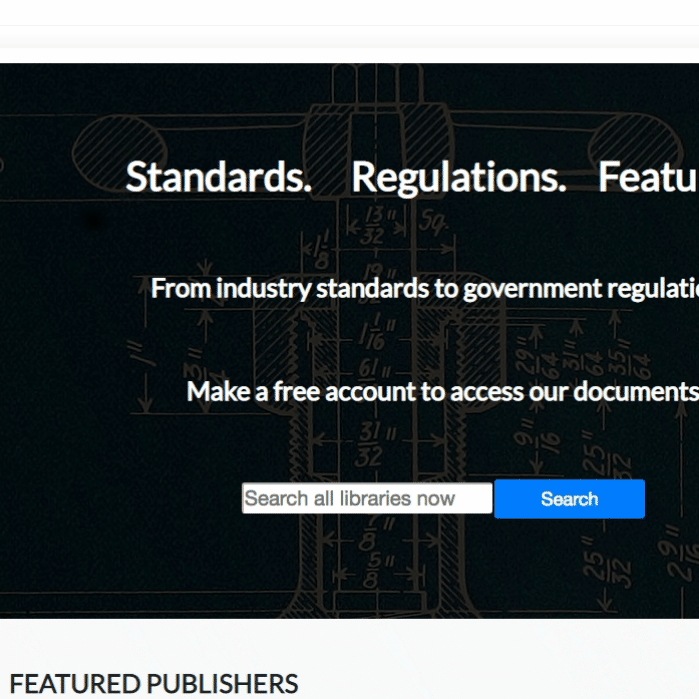 Standards. Regulations. Featu
From industry standards to government regulati
Make a free account to access our documents
Search all libraries now Search
FEATURED PUBLISHERS